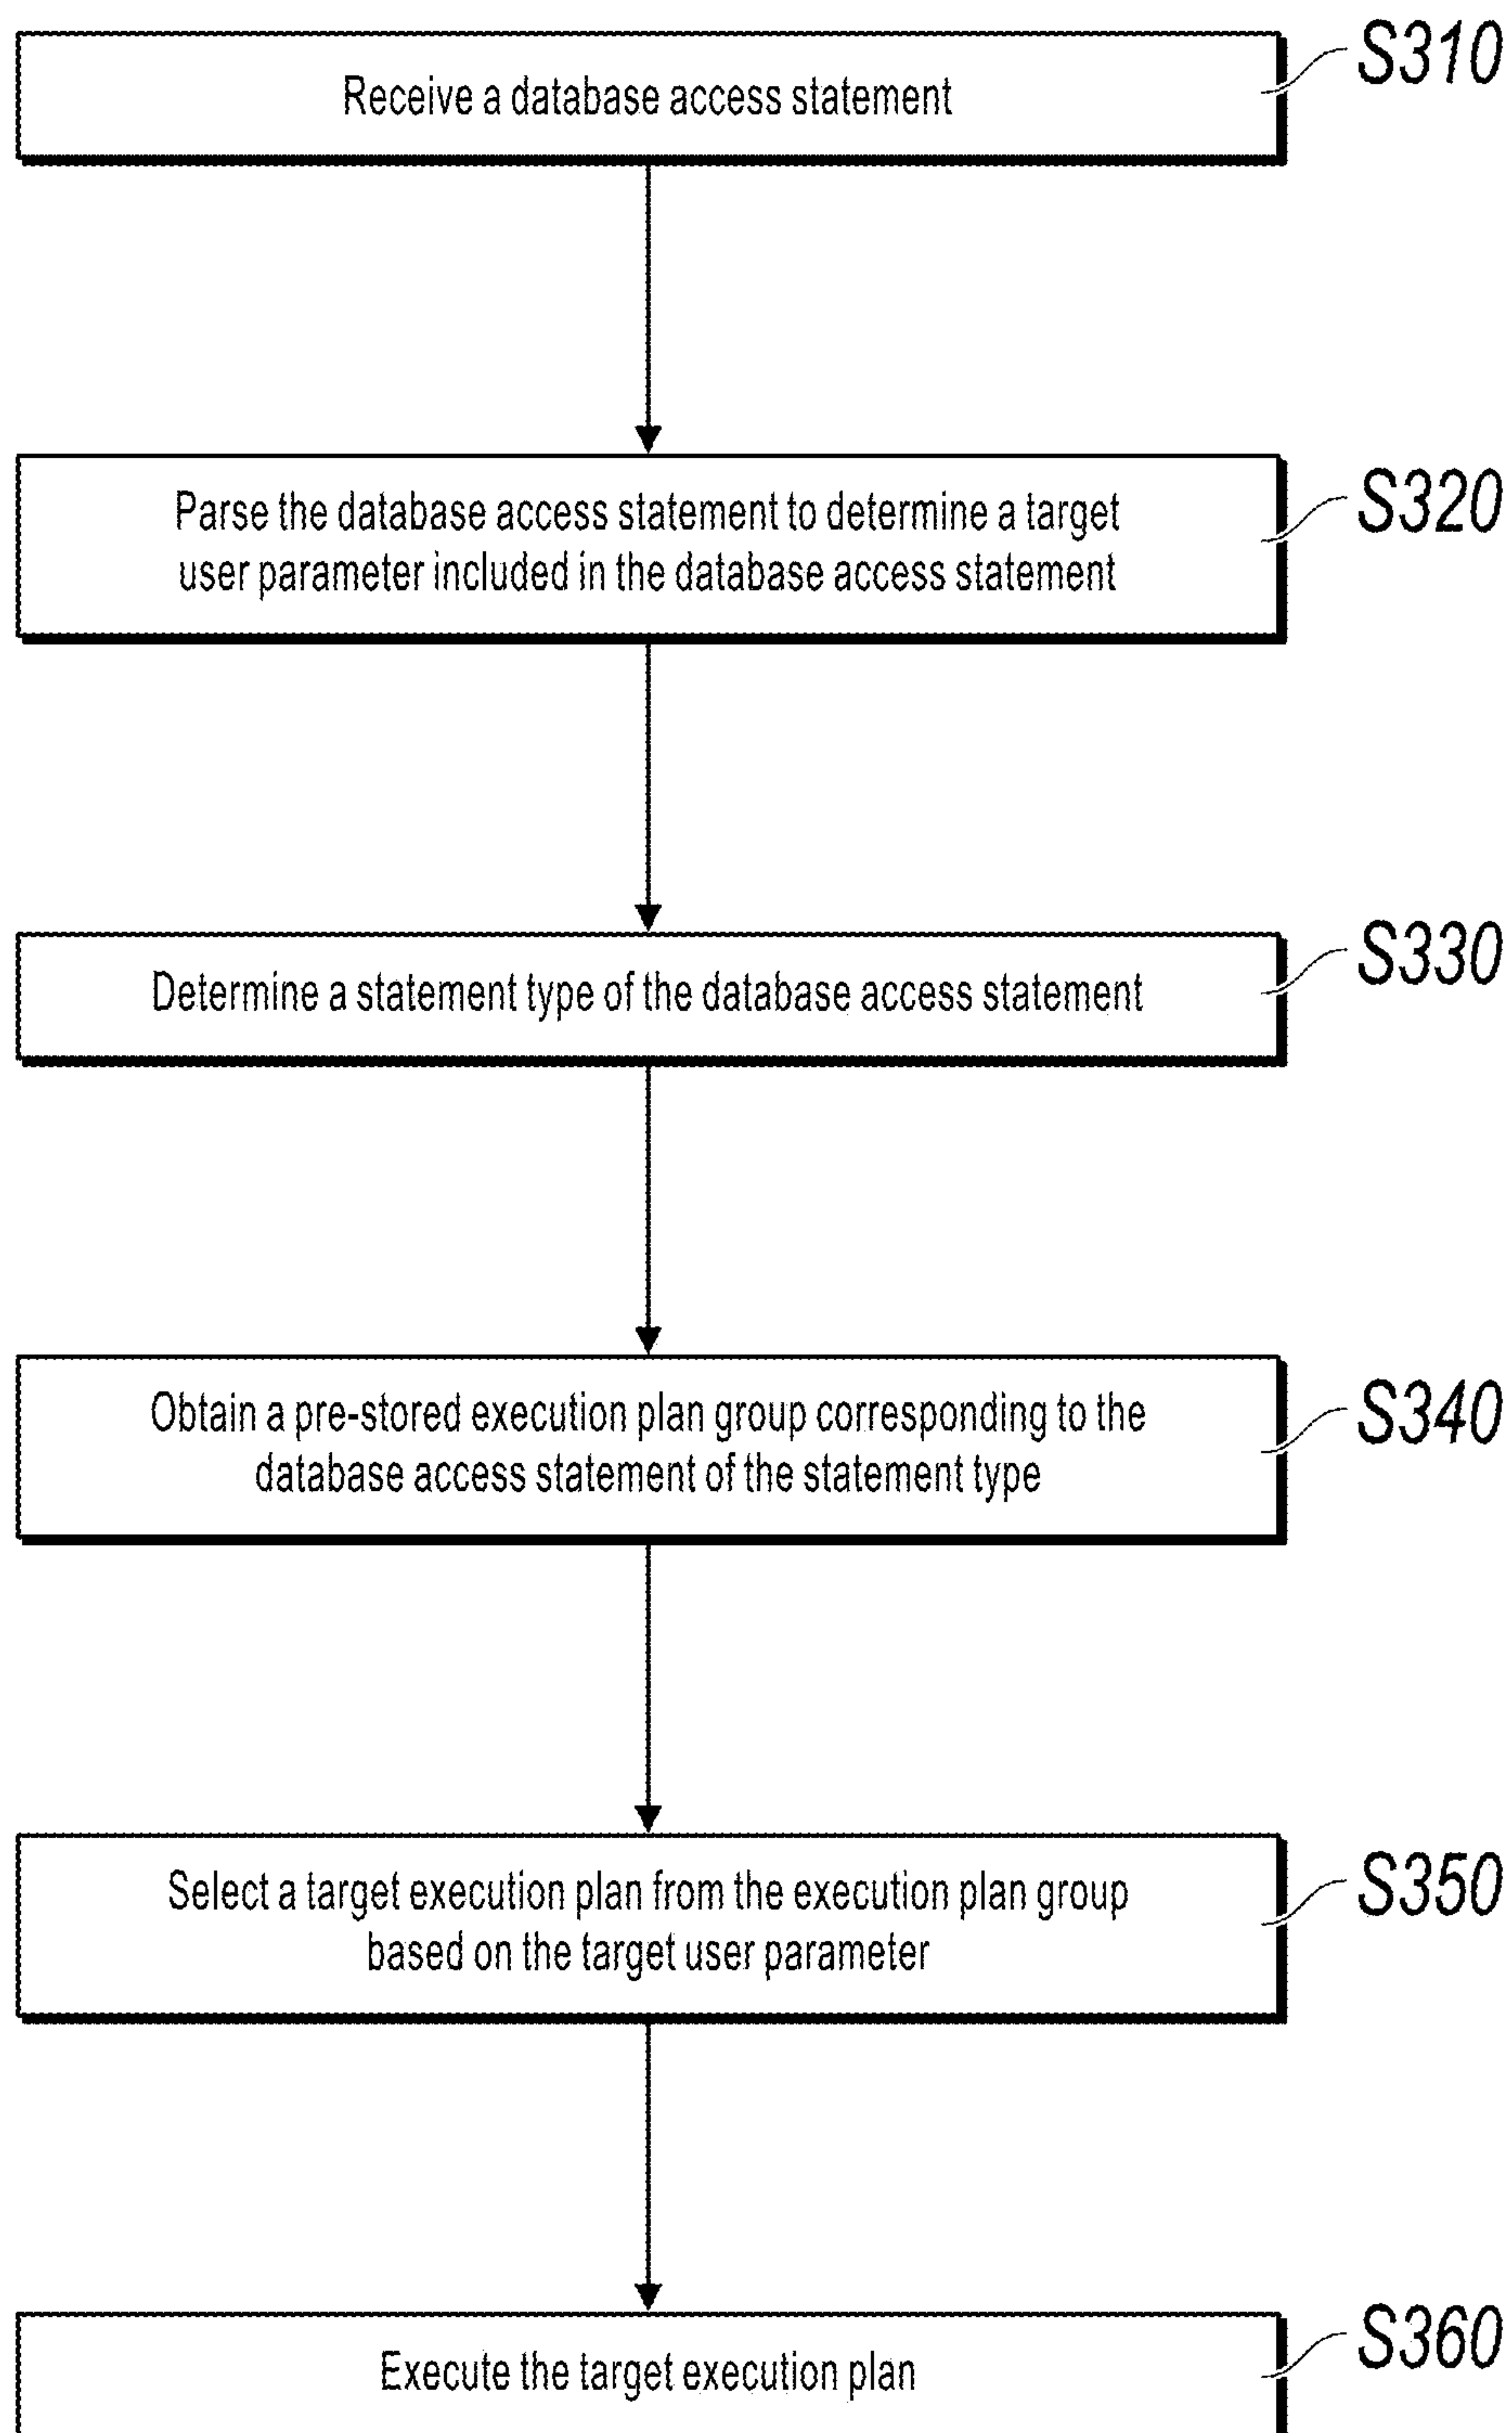 Receive a database access statement
S310
Parse the database access statement to determine a target
user parameter included in the database access statement
S320
Determine a statement type of the database access statement
S330
Obtain a pre-stored execution plan group corresponding to the
database access statement of the statement type
S340
Select a target execution plan from the execution plan group
based on the target user parameter
S350
Execute the target execution plan
S360